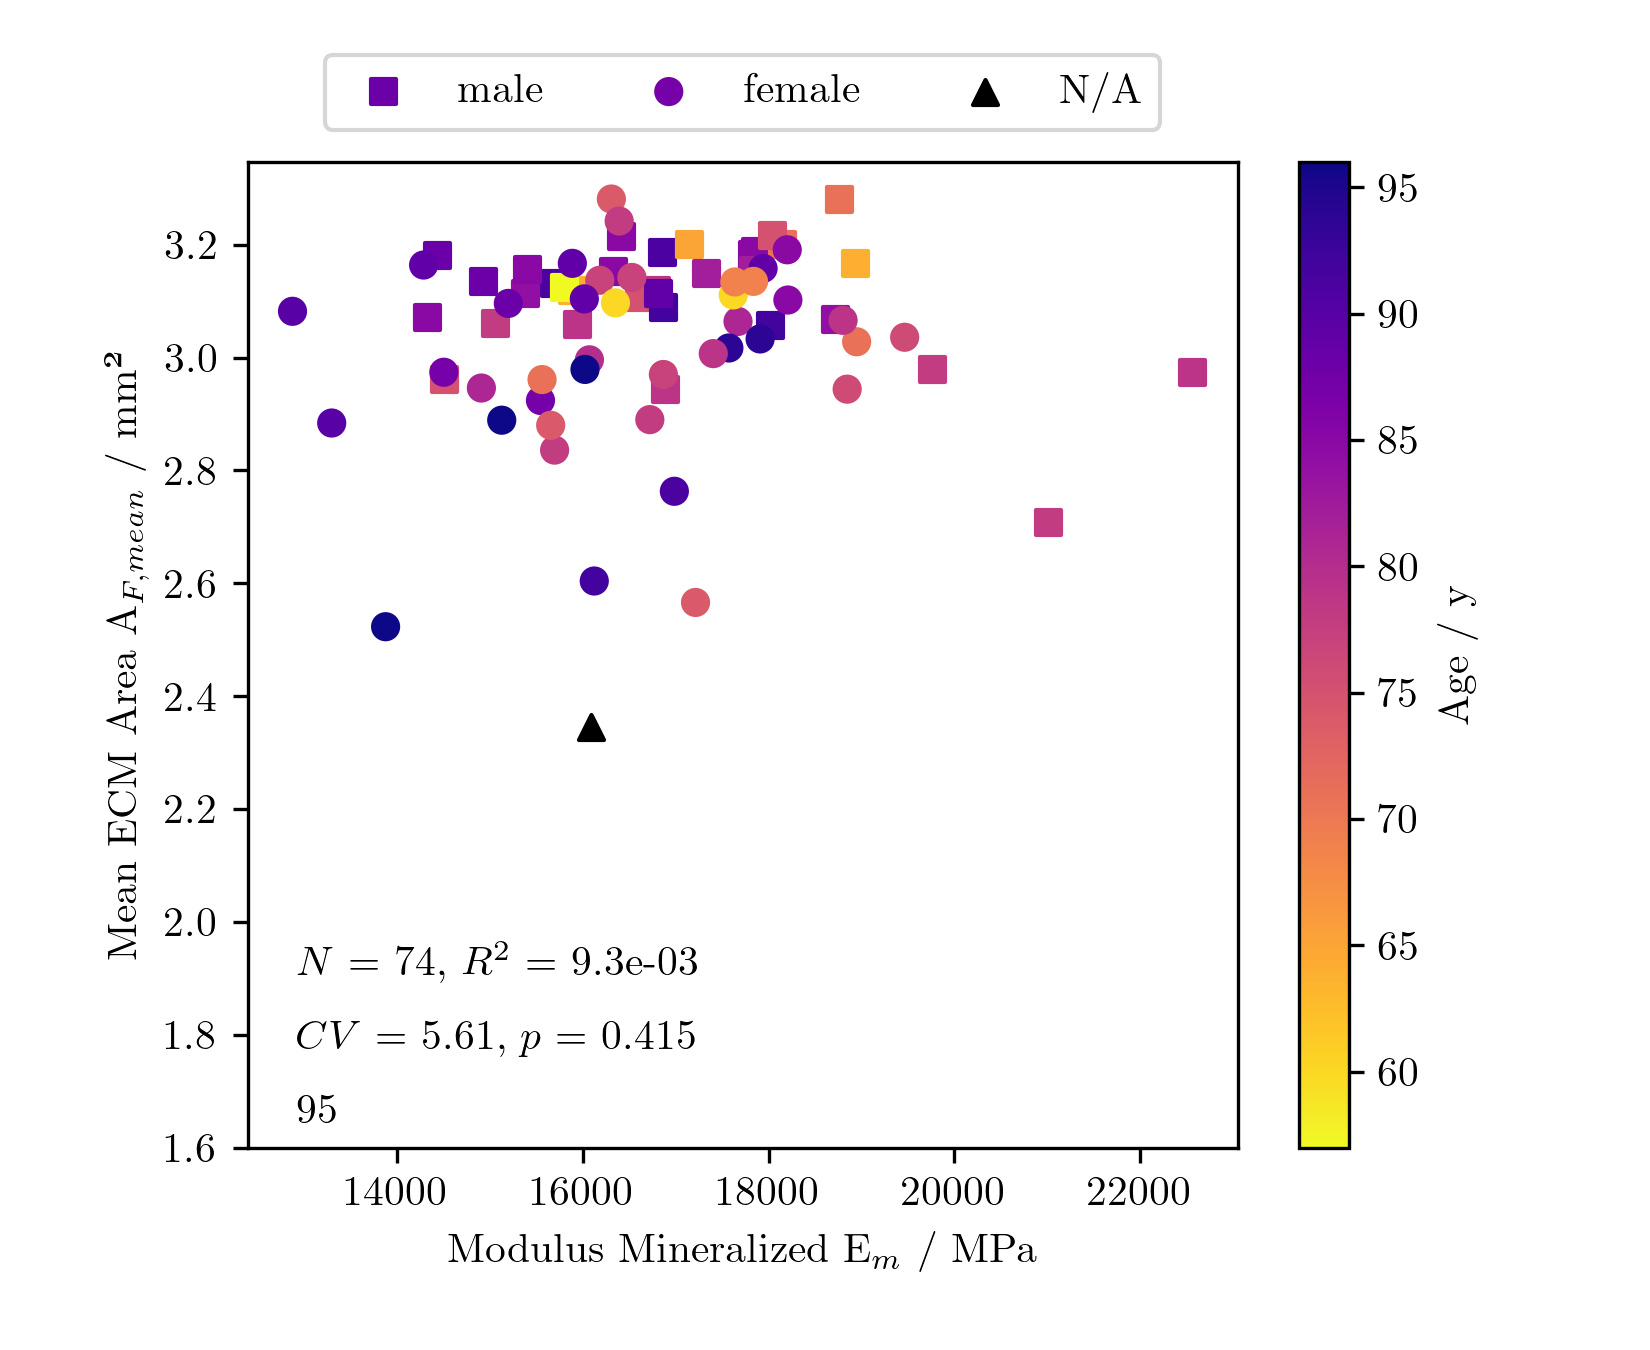 male female N/A
3.2
3.0
2.8
2.6
2.4
2.2
2.0
1.8
1.6
Mean ECM Area A_{F,mean} / mm²
N = 74, R² = 9.3e-03
CV = 5.61, p = 0.415
95
14000 16000 18000 20000 22000
Modulus Mineralized E_m / MPa
95
90
85
80
75
70
65
60
Age / y